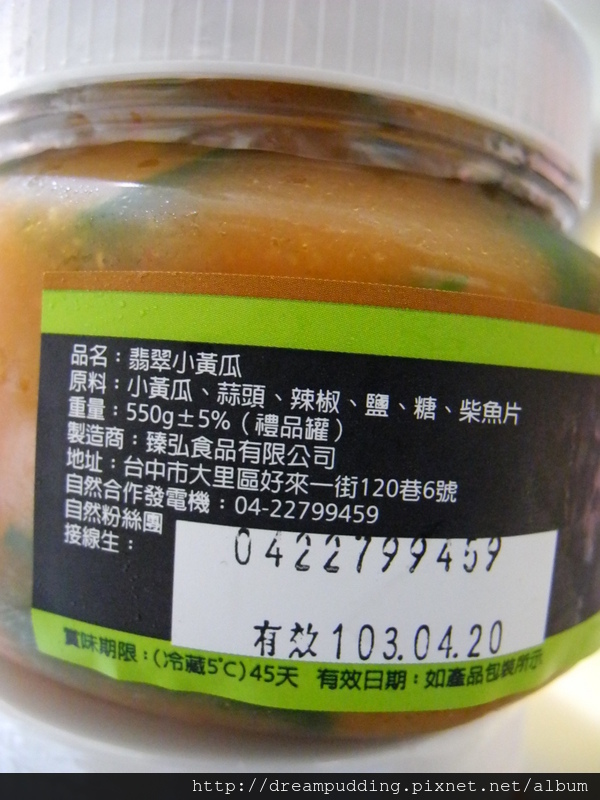 品名：翡翠小黃瓜
原料：小黃瓜、蒜頭、辣椒、鹽、糖、柴魚片
重量：550g±5%（禮品罐）
製造商：臻弘食品有限公司
地址：台中市大里區好來一街120巷6號
自然合作發電機：04-22799459
自然粉絲團
接線生：
0422799459
有效103.04.20
賞味期限：(冷藏5℃)45天 有效日期：如產品包裝所示
http://dreampudding.pixnet.net/album